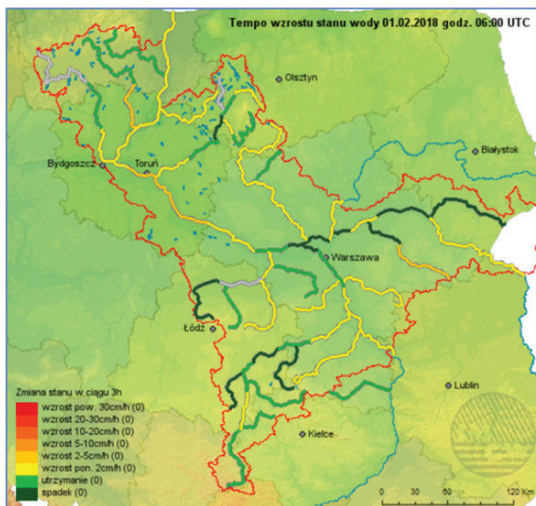 Tempo wzrostu stanu wody 01.02.2018 godz. 06:00 UTC
Olsztyn
Białystok
Bydgoszcz
Toruń
Warszawa
Łódź
Lublin
Kielce
Zmiana stanu w ciągu 3h
wzrost pow. 30cm/h (0)
wzrost 20-30cm/h (0)
wzrost 10-20cm/h (0)
wzrost 5-10cm/h (0)
wzrost 2-5cm/h (0)
wzrost pon. 2cm/h (0)
utrzymanie (0)
spadek (0)
0 30 60 120 Km